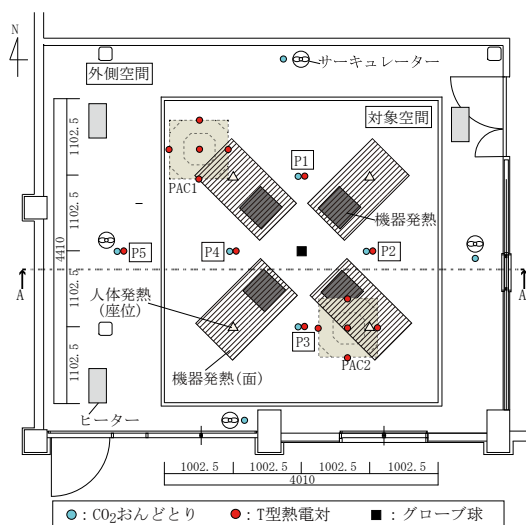 N
サーキュレーター
外側空間
対象空間
P1
PAC1
機器発熱
1102.5
1102.5
4410
1102.5
1102.5
P5
P4
P2
A
A
人体発熱
(座位)
P3
PAC2
機器発熱(面)
ヒーター
1002.5
1002.5
1002.5
1002.5
4010
：CO₂おんどとり
：T型熱電対
：グローブ球